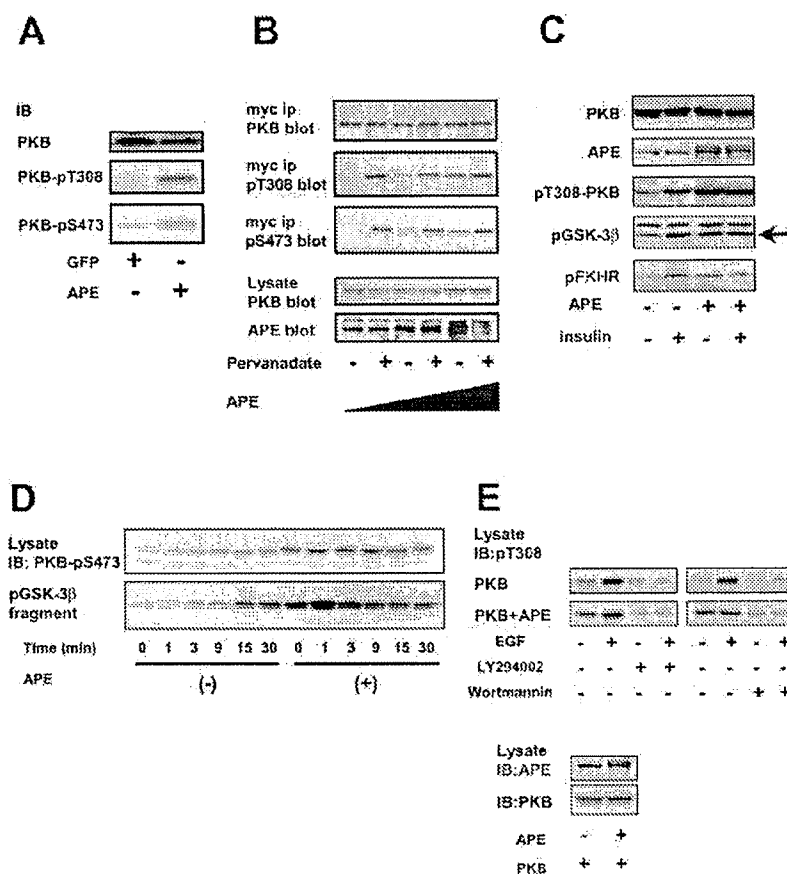 A
IB
PKB
PKB-pT308
PKB-pS473
GFP + -
APE - +
B
myc ip
PKB blot
myc ip
pT308 blot
myc ip
pS473 blot
Lysate
PKB blot
APE blot
Pervanadate - + - + - +
APE
C
PKB
APE
pT308-PKB
pGSK-3β
pFKHR
APE - - + +
insulin - + - +
D
Lysate
IB: PKB-pS473
pGSK-3β
fragment
Time (min) 0 1 3 9 15 30 0 1 3 9 15 30
APE (-) (+)
E
Lysate
IB:pT308
PKB
PKB+APE
EGF - + - + - + - +
LY294002 - - + +
Wortmannin - - + +
Lysate
IB:APE
IB:PKB
APE - +
PKB + +